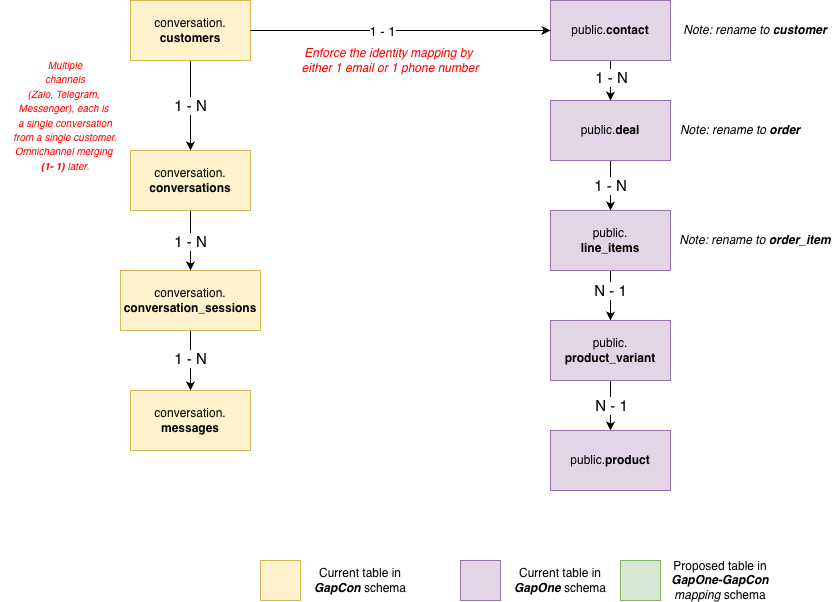 conversation.
customers
1 - 1
public.contact
Note: rename to customer
Enforce the identity mapping by
either 1 email or 1 phone number
Multiple
channels
(Zalo, Telegram,
Messenger), each is
a single conversation
from a single customer.
Omnichannel merging
(1- 1) later.
1 - N
1 - N
public.deal
Note: rename to order
conversation.
conversations
1 - N
1 - N
public.
line_items
Note: rename to order_item
conversation.
conversation_sessions
N - 1
public.
product_variant
1 - N
conversation.
messages
N - 1
public.product
Current table in
GapCon schema
Current table in
GapOne schema
Proposed table in
GapOne-GapCon
mapping schema